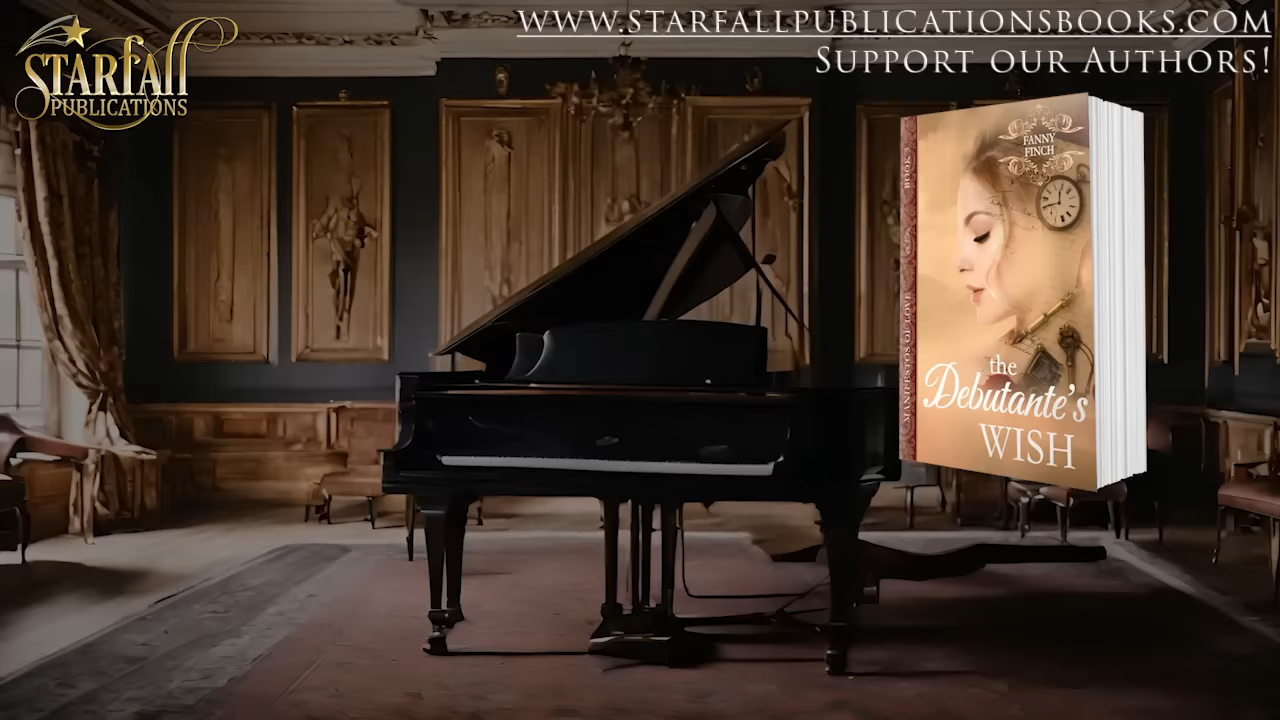 STARfAll
PUBLICATIONS
WWW.STARFALLPUBLICATIONSBOOKS.COM
SUPPORT OUR AUTHORS!
BOOK 3
MANIFESTOS OF LOVE
FANNY
FINCH
the
Debutante's
WISH